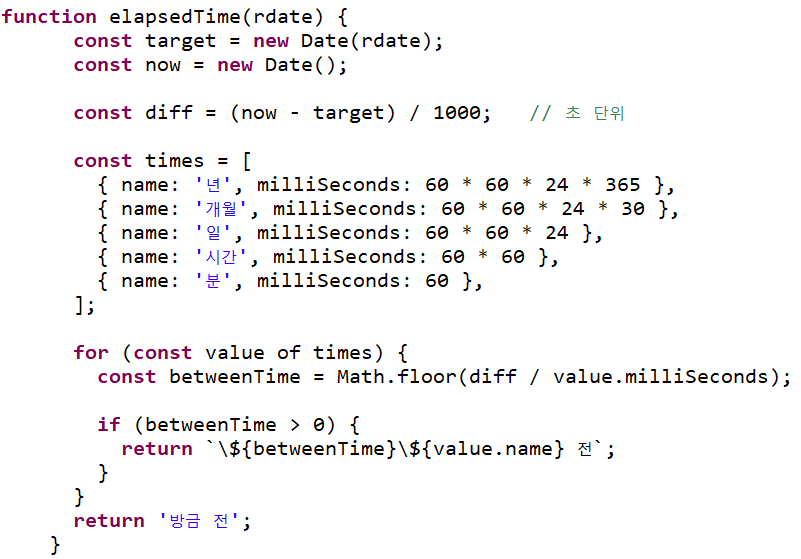 function elapsedTime(rdate) {
const target = new Date(rdate);
const now = new Date();
const diff = (now - target) / 1000;   // 초 단위
const times = [
{ name: '년', milliSeconds: 60 * 60 * 24 * 365 },
{ name: '개월', milliSeconds: 60 * 60 * 24 * 30 },
{ name: '일', milliSeconds: 60 * 60 * 24 },
{ name: '시간', milliSeconds: 60 * 60 },
{ name: '분', milliSeconds: 60 },
];
for (const value of times) {
const betweenTime = Math.floor(diff / value.milliSeconds);
if (betweenTime > 0) {
return `\${betweenTime}\${value.name} 전`;
}
}
return '방금 전';
}